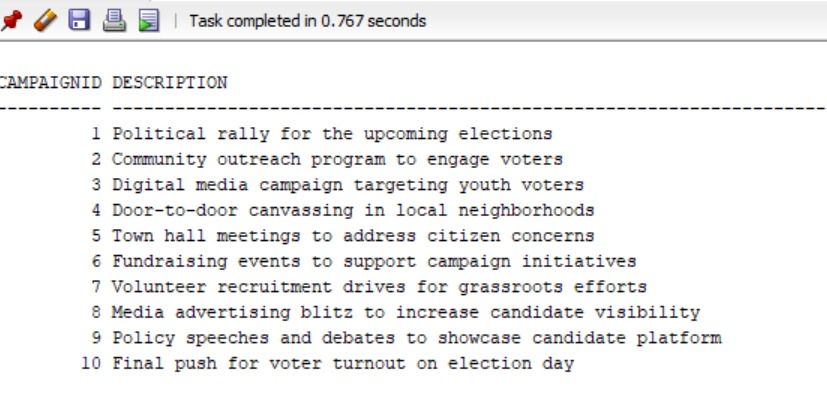 Task completed in 0.767 seconds
CAMPAIGNID DESCRIPTION
---------- --------------------------------------------------------------------
1 Political rally for the upcoming elections
2 Community outreach program to engage voters
3 Digital media campaign targeting youth voters
4 Door-to-door canvassing in local neighborhoods
5 Town hall meetings to address citizen concerns
6 Fundraising events to support campaign initiatives
7 Volunteer recruitment drives for grassroots efforts
8 Media advertising blitz to increase candidate visibility
9 Policy speeches and debates to showcase candidate platform
10 Final push for voter turnout on election day